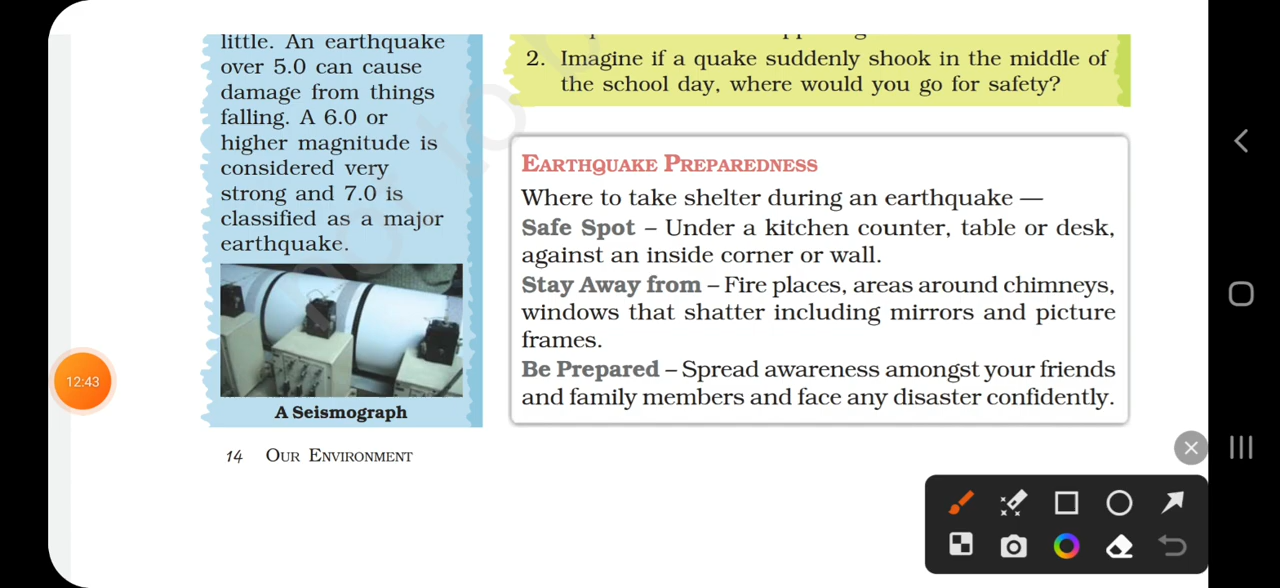 little. An earthquake
over 5.0 can cause
damage from things
falling. A 6.0 or
higher magnitude is
considered very
strong and 7.0 is
classified as a major
earthquake.
A Seismograph
2. Imagine if a quake suddenly shook in the middle of
the school day, where would you go for safety?
EARTHQUAKE PREPAREDNESS
Where to take shelter during an earthquake —
Safe Spot – Under a kitchen counter, table or desk,
against an inside corner or wall.
Stay Away from – Fire places, areas around chimneys,
windows that shatter including mirrors and picture
frames.
Be Prepared – Spread awareness amongst your friends
and family members and face any disaster confidently.
14 OUR ENVIRONMENT
12:43